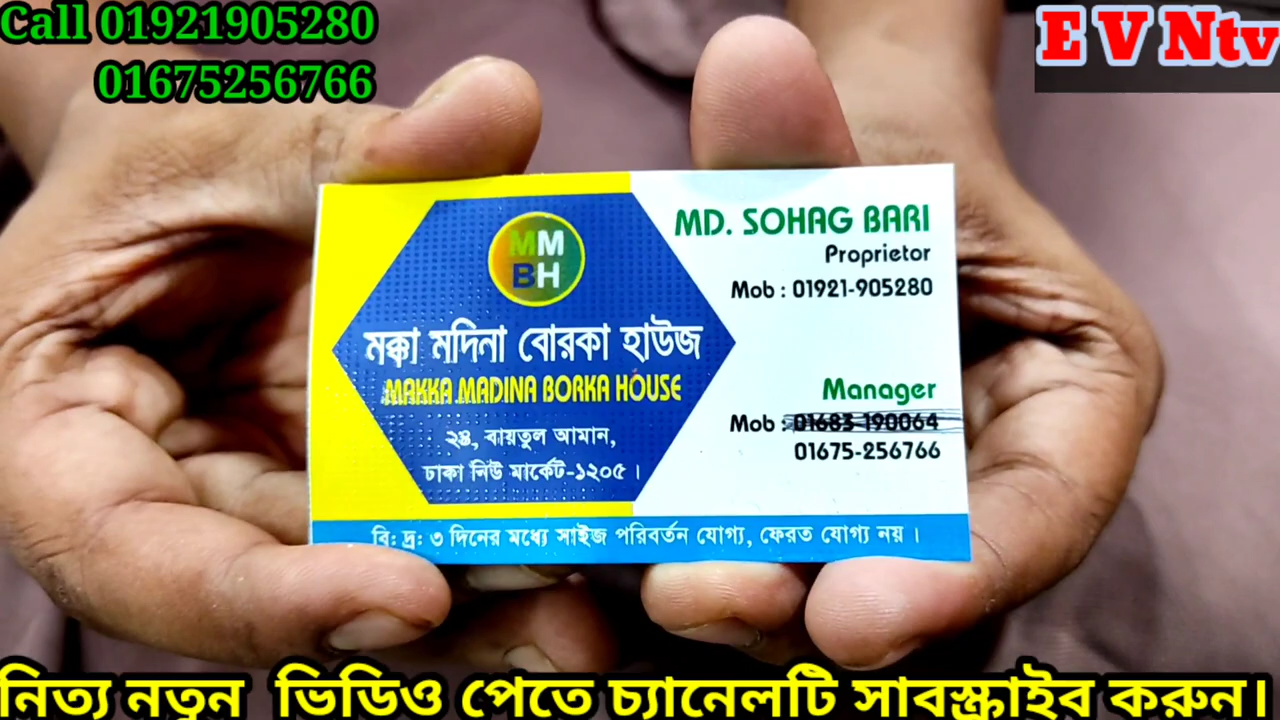 Call 01921905280
01675256766
E V Ntv
MM
BH
মক্কা মদিনা বোরকা হাউজ
MAKKA MADINA BORKA HOUSE
২৪, বায়তুল আমান,
ঢাকা নিউ মার্কেট-১২০৫ ।
MD. SOHAG BARI
Proprietor
Mob : 01921-905280
Manager
Mob : 01683-190064
01675-256766
বি: দ্র: ৩ দিনের মধ্যে সাইজ পরিবর্তন যোগ্য, ফেরত যোগ্য নয় ।
নিত্য নতুন ভিডিও পেতে চ্যানেলটি সাবস্ক্রাইব করুন।